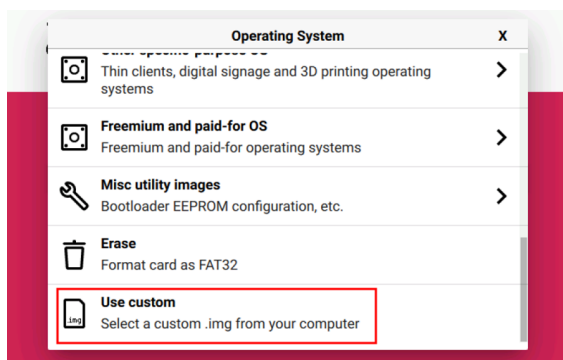 Operating System
X
Thin clients, digital signage and 3D printing operating
systems
Freemium and paid-for OS
Freemium and paid-for operating systems
Misc utility images
Bootloader EEPROM configuration, etc.
Erase
Format card as FAT32
Use custom
.img
Select a custom .img from your computer